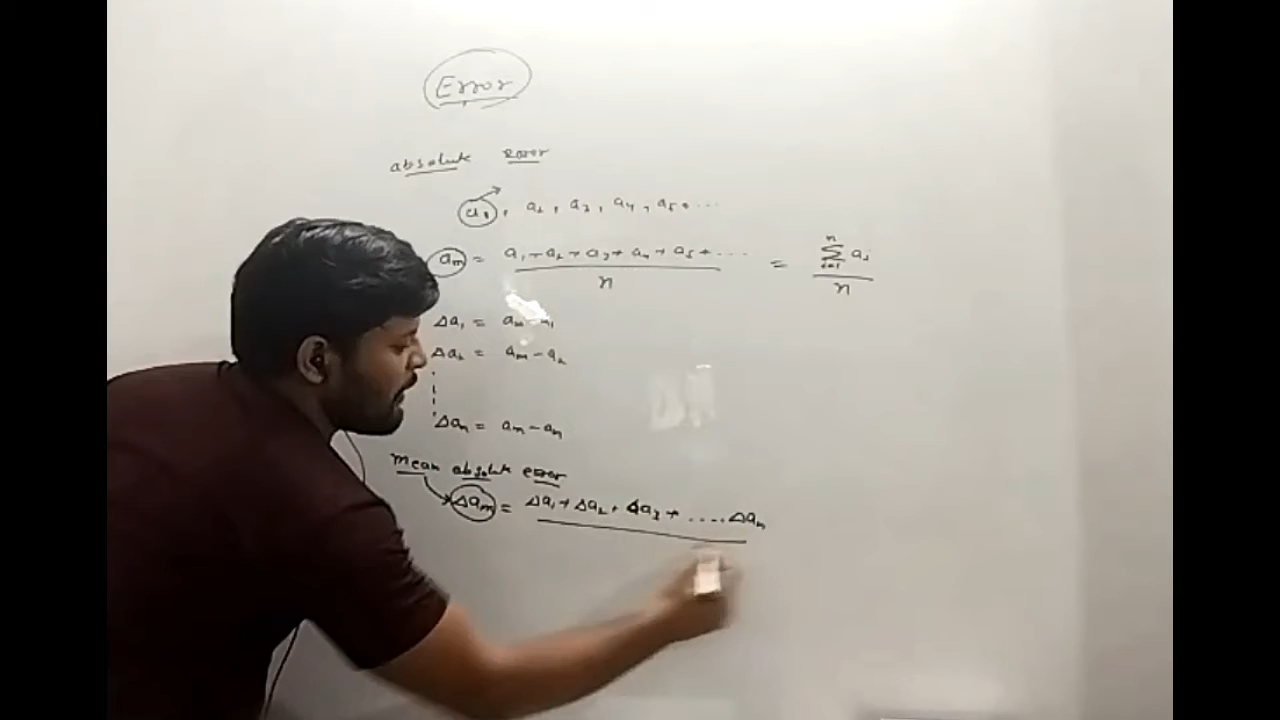 Error
absolute error
a1, a2, a3, a4, a5, ...
am = a1 + a2 + a3 + a4 + a5 + ... / n = n Σ i=1 ai / n
Δa1 = am - a1
Δa2 = am - a2
Δan = am - an
mean absolute error
Δam = Δa1 + Δa2 + Δa3 + ..... Δan